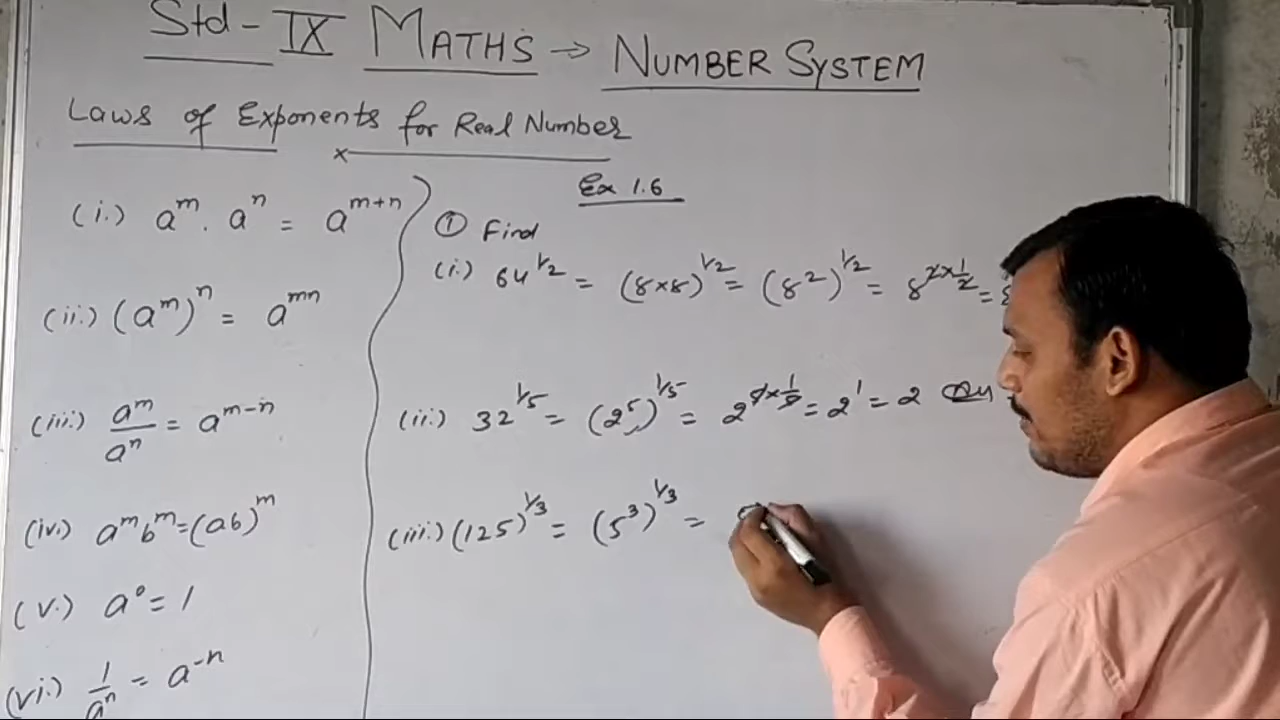 Std - IX MATHS → NUMBER SYSTEM
Laws of Exponents for Real Number
x
(i.) a^m . a^n = a^{m+n}
(ii.) (a^m)^n = a^{mn}
(iii.) a^m / a^n = a^{m-n}
(iv.) a^m b^m = (ab)^m
(v.) a^0 = 1
(vi.) 1 / a^n = a^{-n}
Ex 1.6
① Find
(i.) 64^{1/2} = (8×8)^{1/2} = (8^2)^{1/2} = 8^{2×1/2} =
(ii.) 32^{1/5} = (2^5)^{1/5} = 2^{5×1/5} = 2^1 = 2
(iii.) (125)^{1/3} = (5^3)^{1/3} =